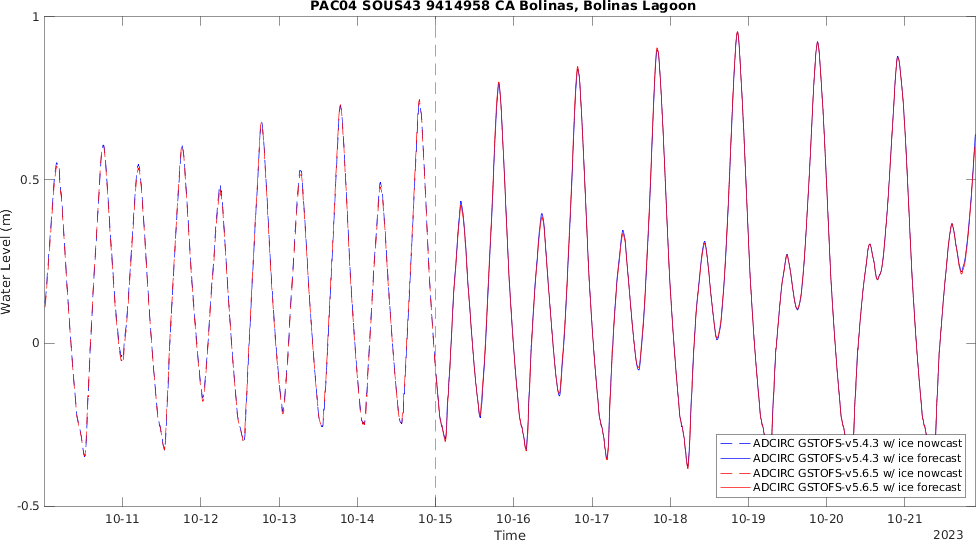 PAC04 SOUS43 9414958 CA Bolinas, Bolinas Lagoon
1
0.5
0
-0.5
Water Level (m)
ADCIRC GSTOFS-v5.4.3 w/ ice nowcast
ADCIRC GSTOFS-v5.4.3 w/ ice forecast
ADCIRC GSTOFS-v5.6.5 w/ ice nowcast
ADCIRC GSTOFS-v5.6.5 w/ ice forecast
10-11 10-12 10-13 10-14 10-15 10-16 10-17 10-18 10-19 10-20 10-21
Time 2023